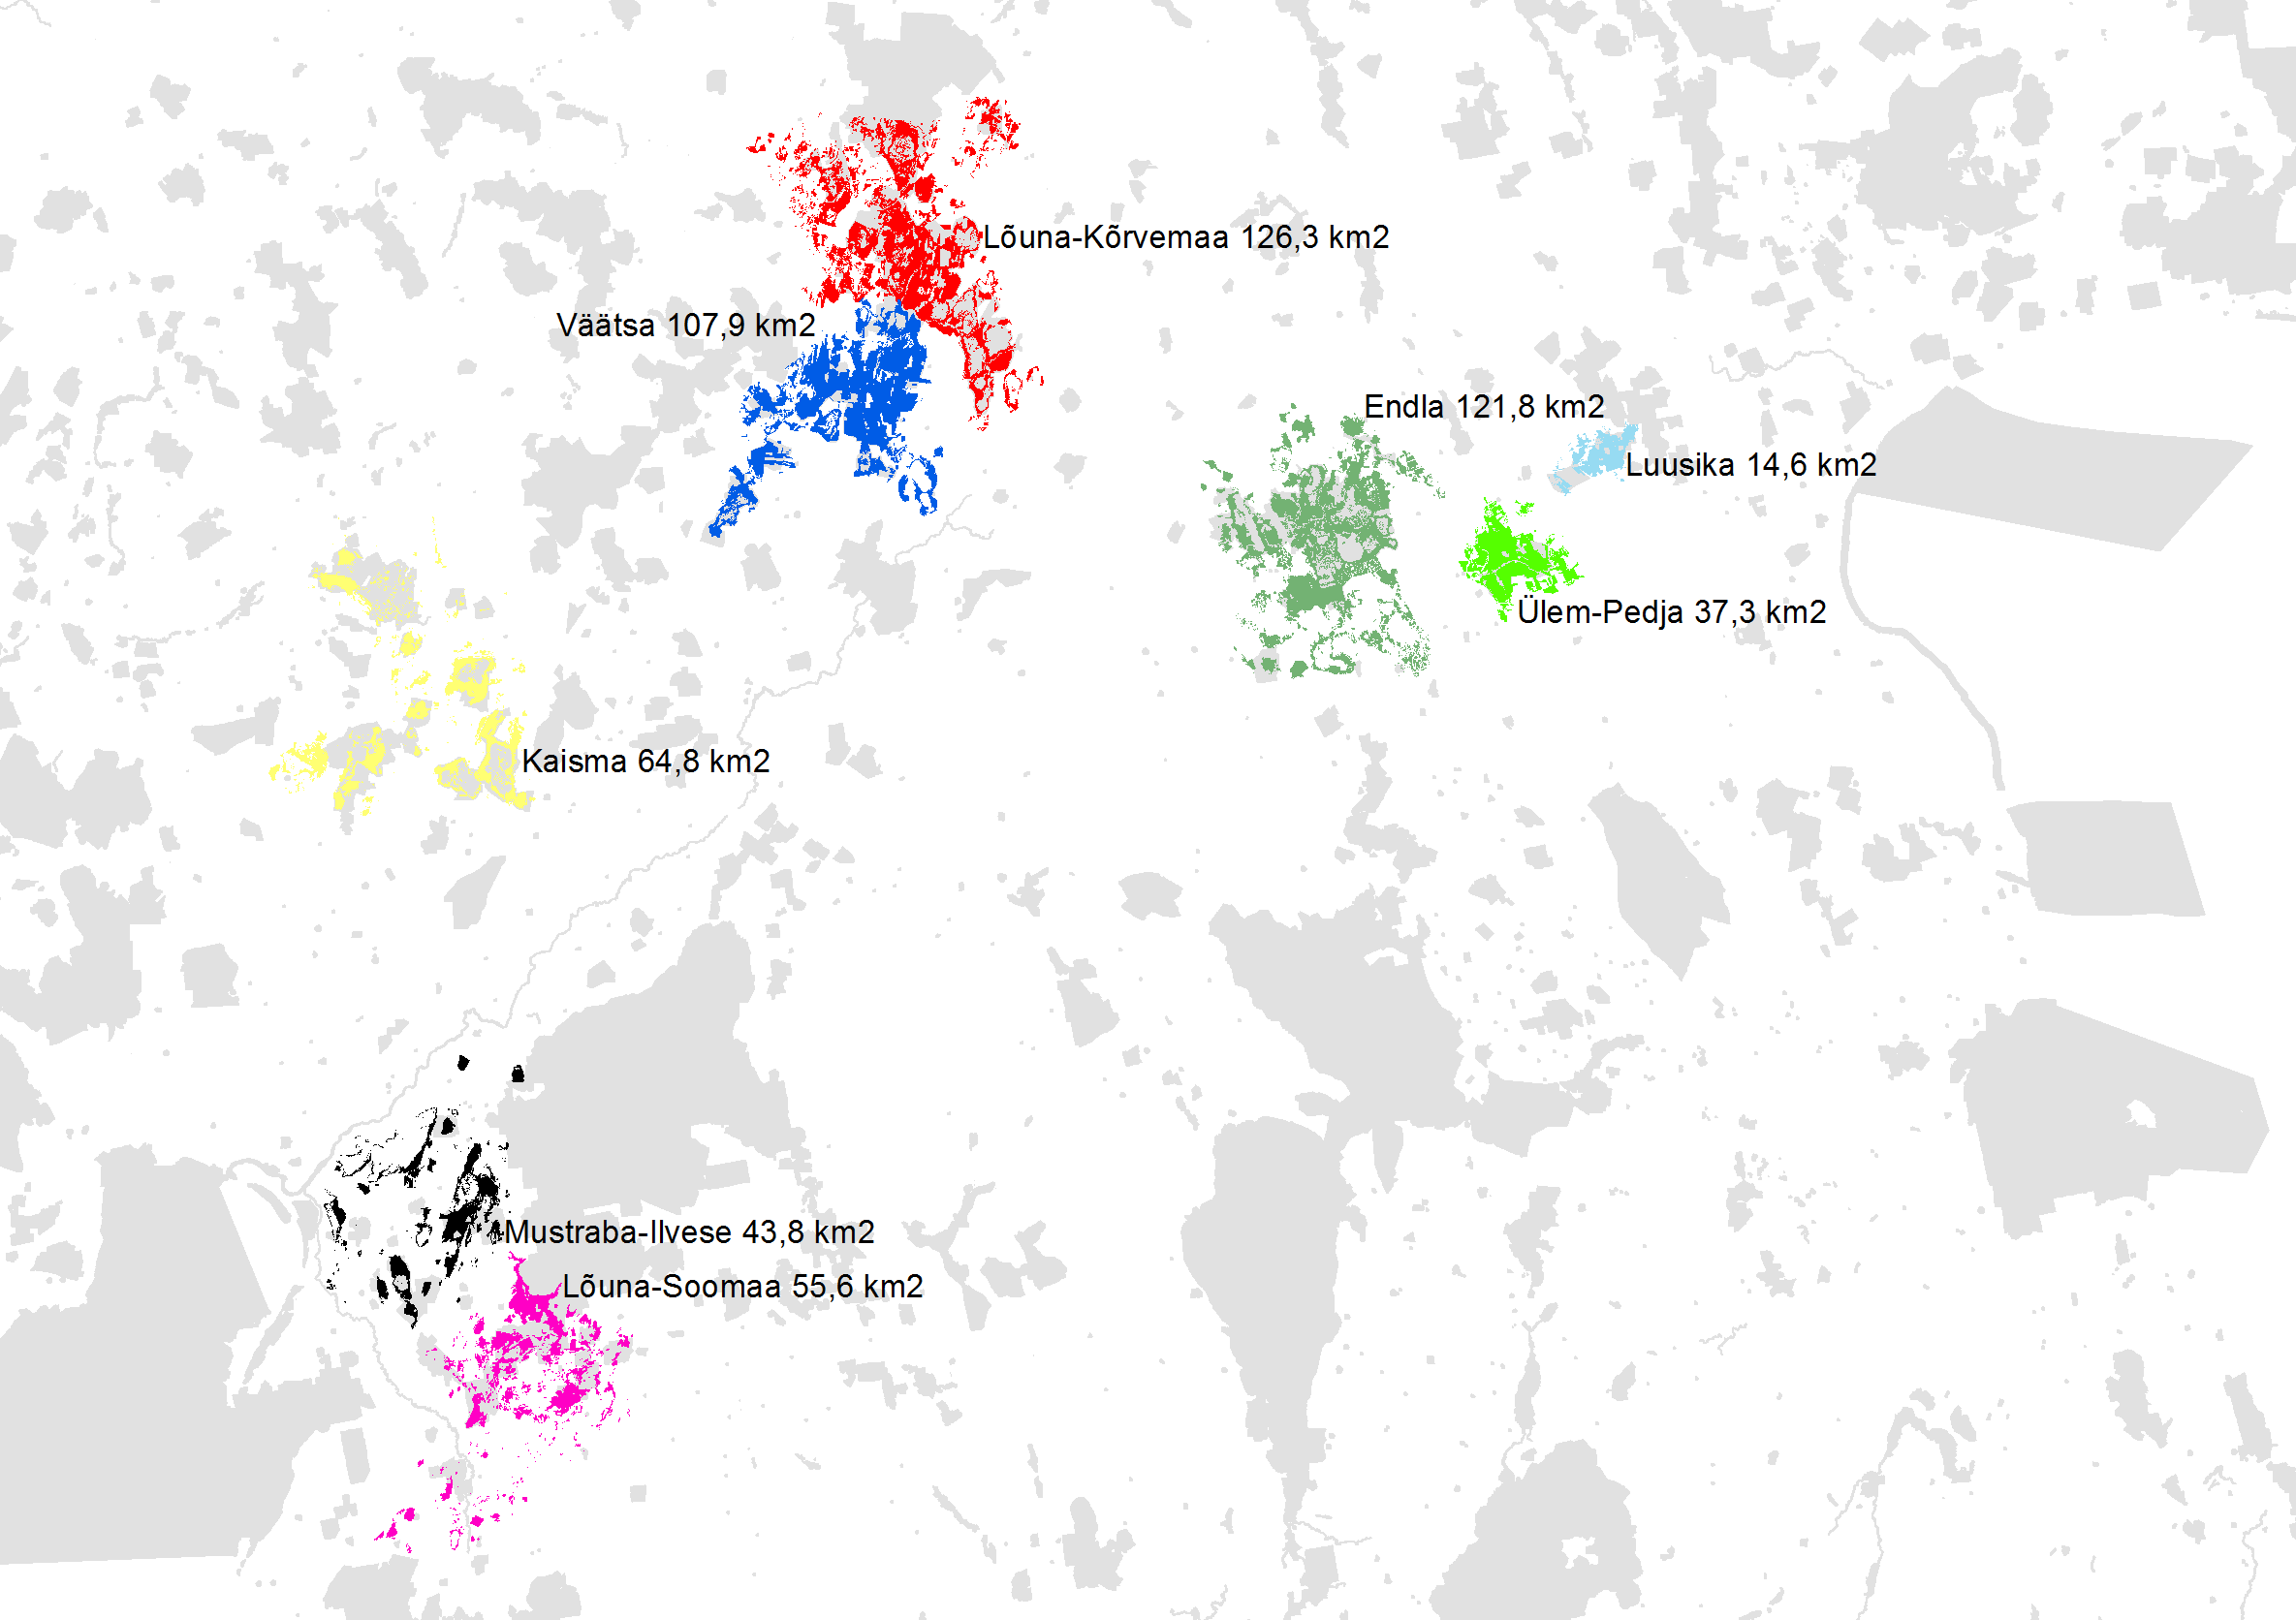 Lõuna-Kõrvemaa 126,3 km2
Väätsa 107,9 km2
Endla 121,8 km2
Luusika 14,6 km2
Ülem-Pedja 37,3 km2
Kaisma 64,8 km2
Mustraba-Ilvese 43,8 km2
Lõuna-Soomaa 55,6 km2